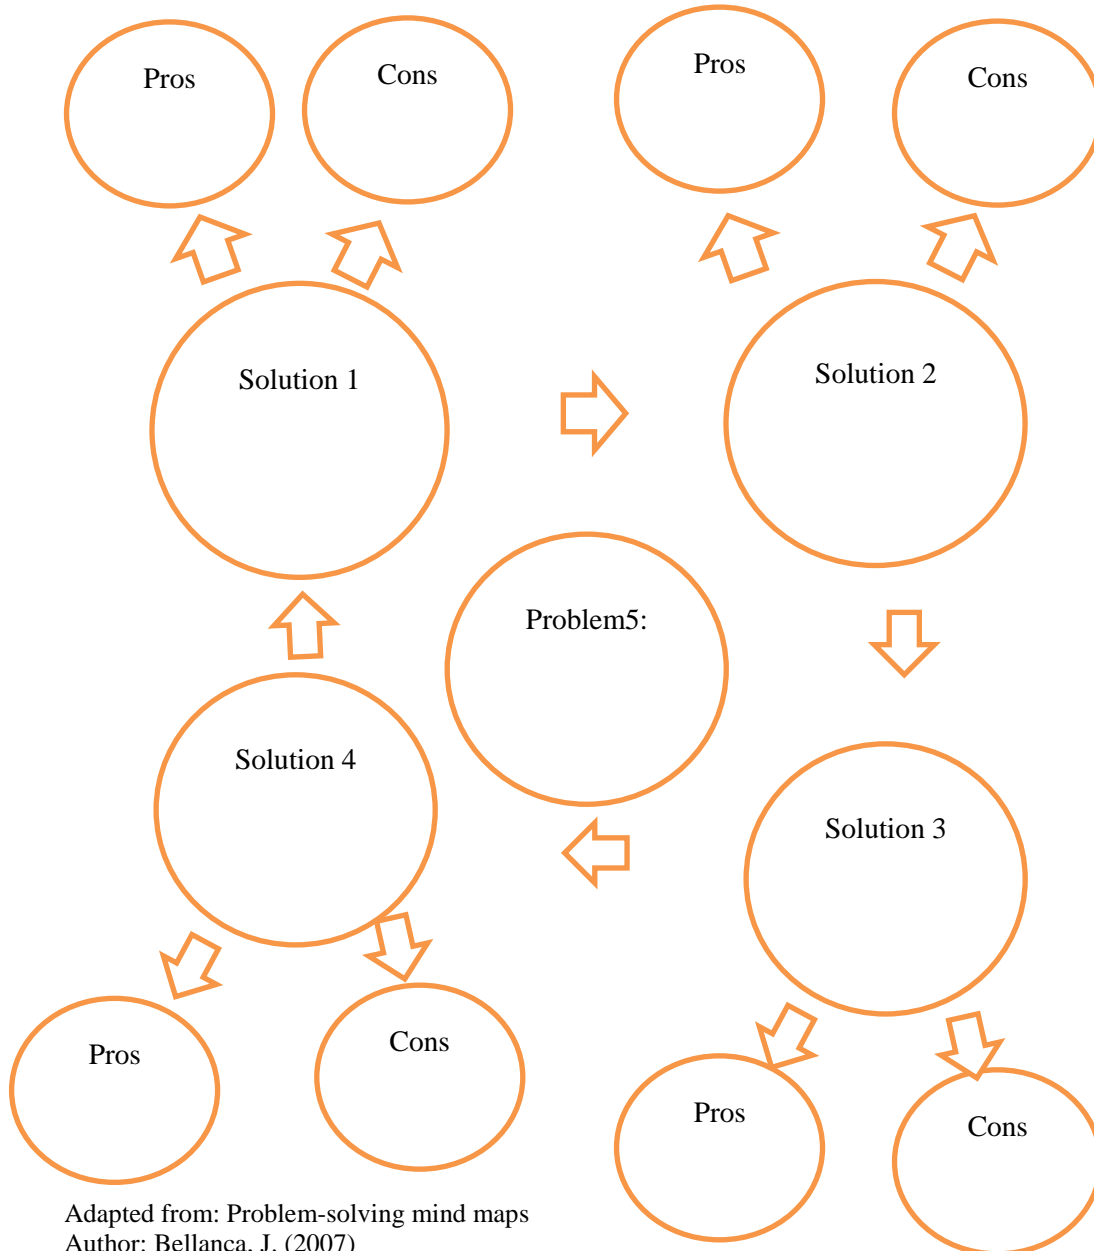 Pros
Cons
Pros
Cons
Solution 1
Solution 2
Problem5:
Solution 4
Solution 3
Pros
Cons
Pros
Cons
Adapted from: Problem-solving mind maps
Author: Bellanca, J. (2007)